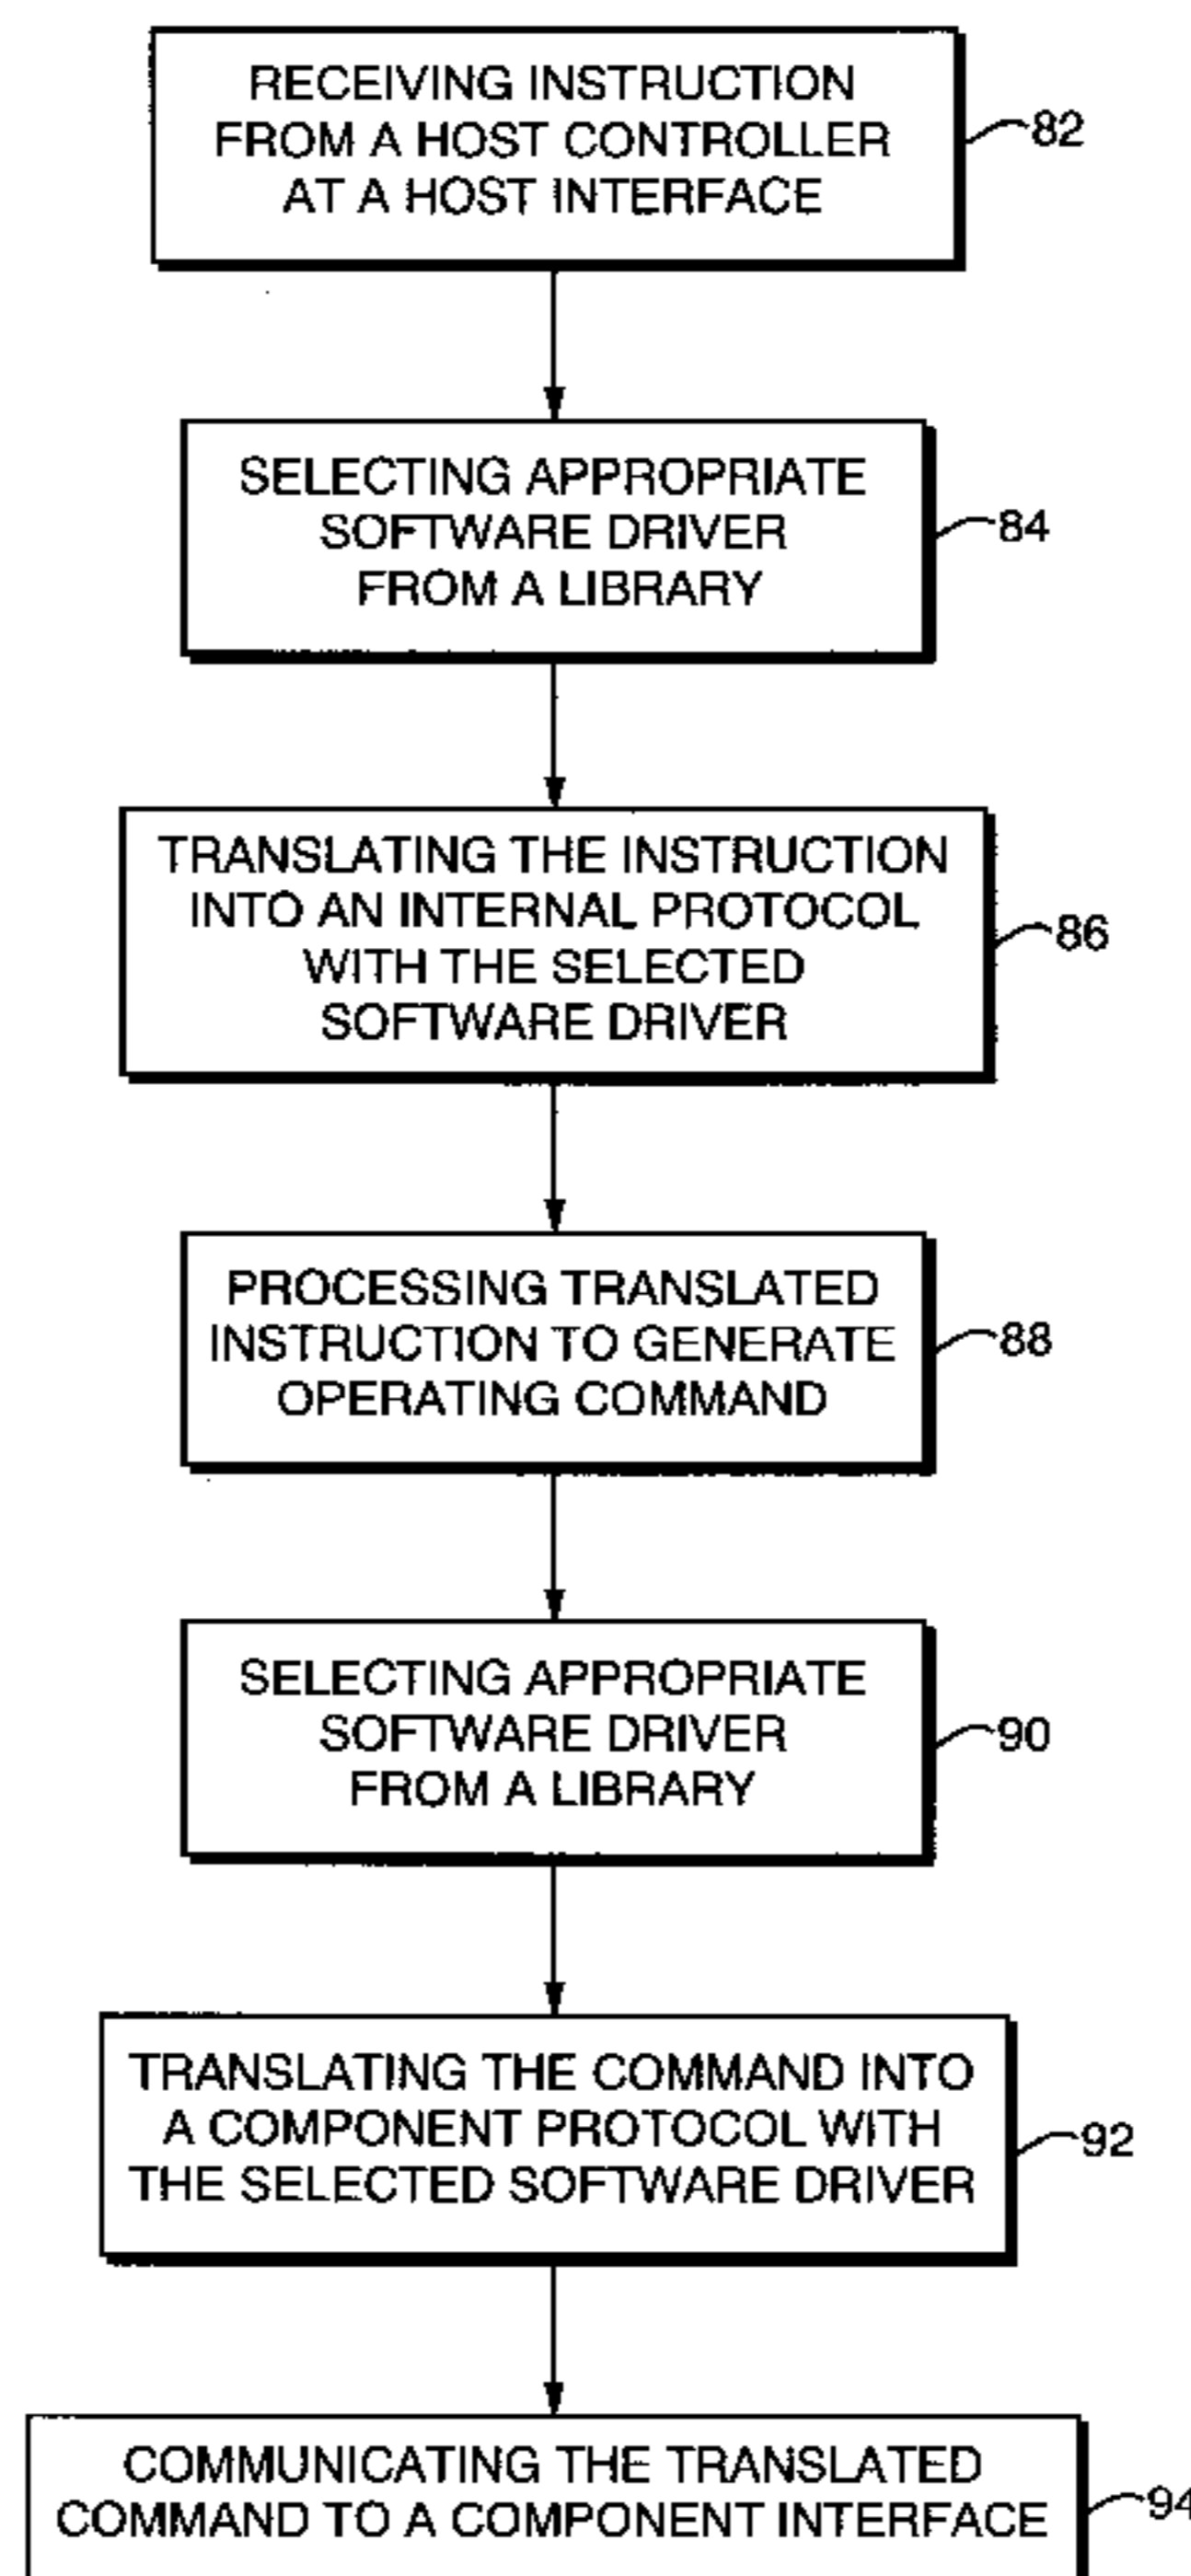 RECEIVING INSTRUCTION
FROM A HOST CONTROLLER
AT A HOST INTERFACE
82
SELECTING APPROPRIATE
SOFTWARE DRIVER
FROM A LIBRARY
84
TRANSLATING THE INSTRUCTION
INTO AN INTERNAL PROTOCOL
WITH THE SELECTED
SOFTWARE DRIVER
86
PROCESSING TRANSLATED
INSTRUCTION TO GENERATE
OPERATING COMMAND
88
SELECTING APPROPRIATE
SOFTWARE DRIVER
FROM A LIBRARY
90
TRANSLATING THE COMMAND INTO
A COMPONENT PROTOCOL WITH
THE SELECTED SOFTWARE DRIVER
92
COMMUNICATING THE TRANSLATED
COMMAND TO A COMPONENT INTERFACE
94